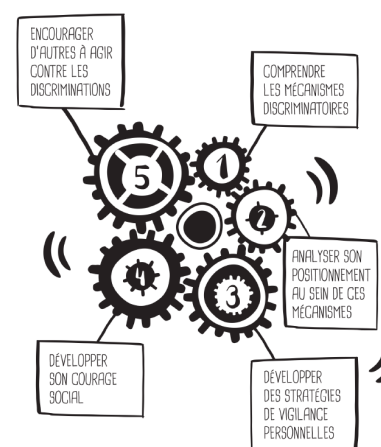 ENCOURAGER
D'AUTRES À AGIR
CONTRE LES
DISCRIMINATIONS
COMPRENDRE
LES MÉCANISMES
DISCRIMINATOIRES
5
1
2
ANALYSER SON
POSITIONNEMENT
AU SEIN DE CES
MÉCANISMES
4
3
DÉVELOPPER
SON COURAGE
SOCIAL
DÉVELOPPER
DES STRATÉGIES
DE VIGILANCE
PERSONNELLES